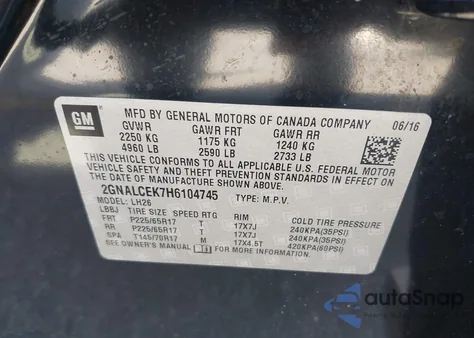 GM
MFD BY GENERAL MOTORS OF CANADA COMPANY 06/16
GVWR GAWR FRT GAWR RR
2250 KG 1175 KG 1240 KG
4960 LB 2590 LB 2733 LB
THIS VEHICLE CONFORMS TO ALL APPLICABLE U.S. FEDERAL MOTOR
VEHICLE SAFETY, BUMPER, AND THEFT PREVENTION STANDARDS IN
EFFECT ON THE DATE OF MANUFACTURE SHOWN ABOVE.
2GNALCEK7H6104745 TYPE: M.P.V.
MODEL: LH26
LBBJ TIRE SIZE SPEED RTG RIM COLD TIRE PRESSURE
FRT P225/65R17 T 17X7J 240KPA(35PSI)
RR P225/65R17 T 17X7J 240KPA(35PSI)
SPA T145/70R17 M 17X4.5T 420KPA(60PSI)
SEE OWNER'S MANUAL FOR MORE INFORMATION.
autoSnap